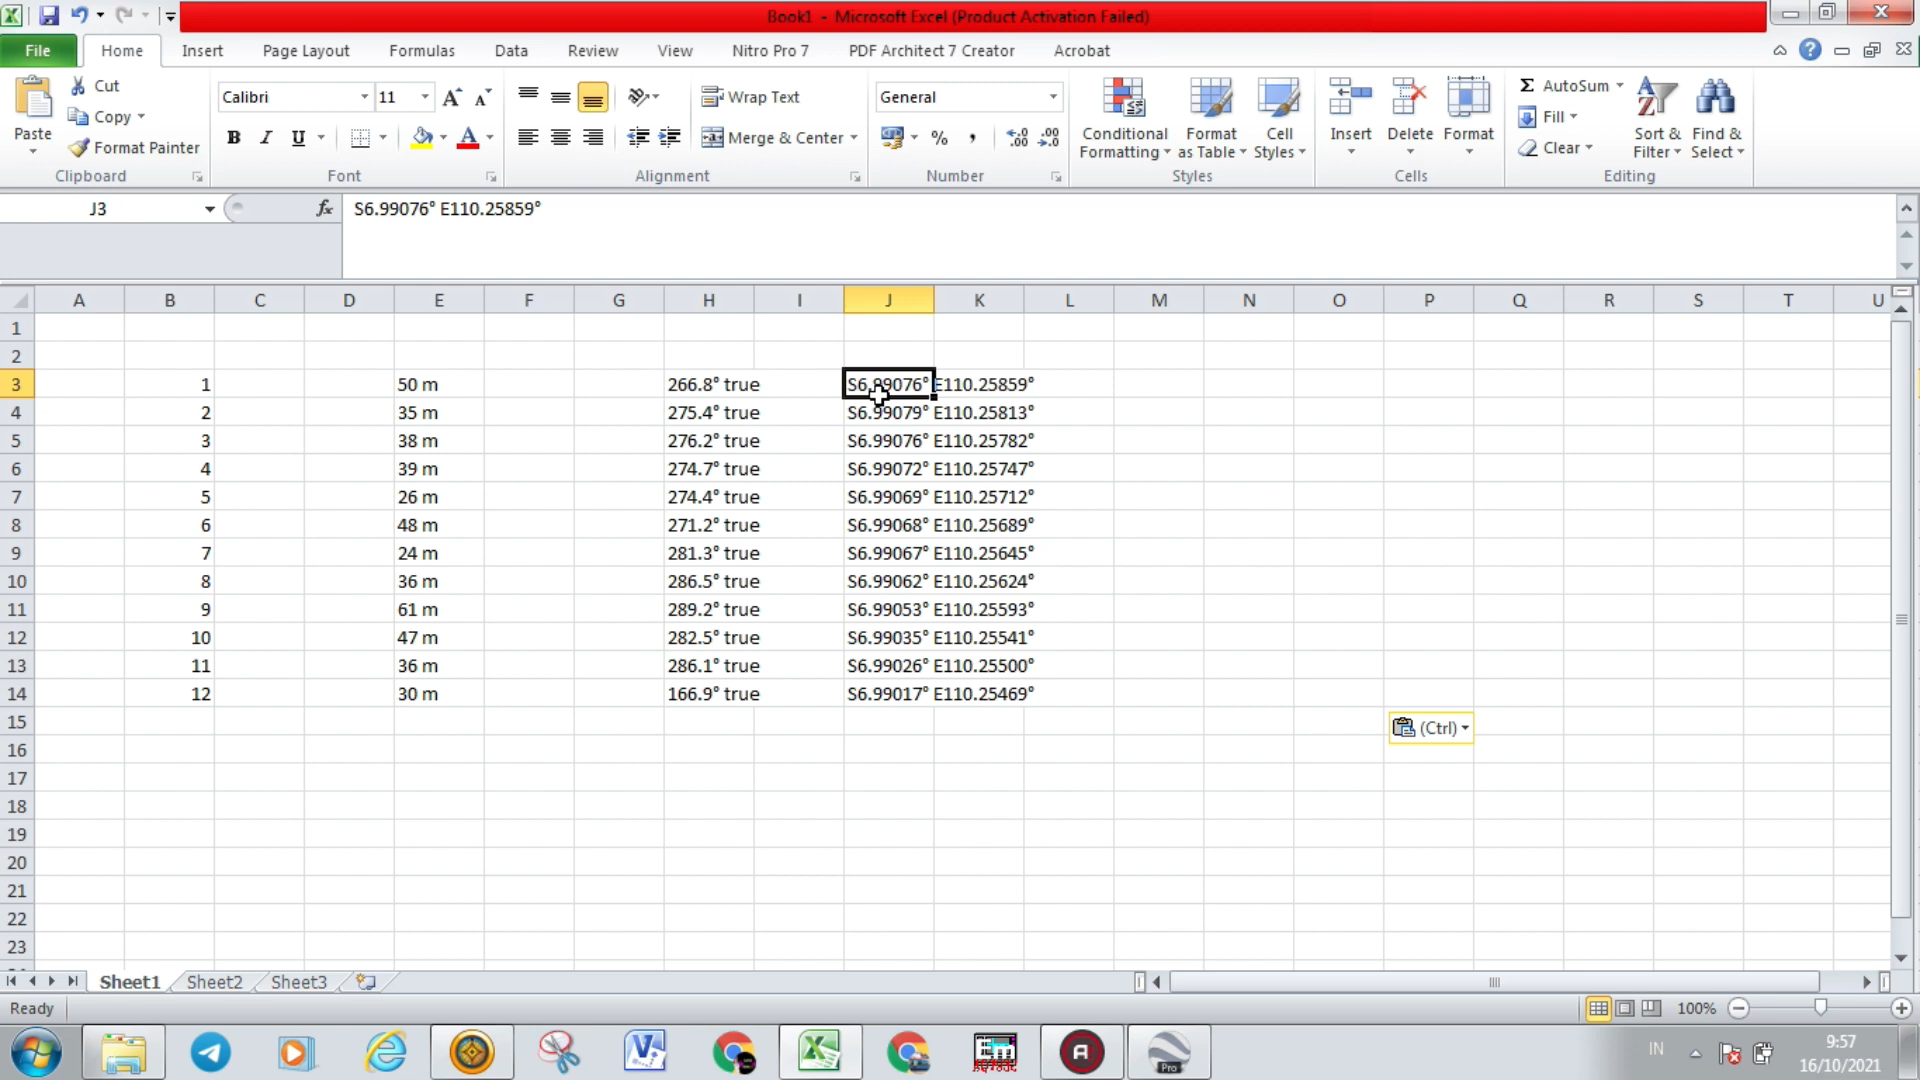 Book1 - Microsoft Excel (Product Activation Failed)
File Home Insert Page Layout Formulas Data Review View Nitro Pro 7 PDF Architect 7 Creator Acrobat
Paste
Cut
Copy
Format Painter
Clipboard
Calibri 11
B I U
Font
Wrap Text
Merge & Center
Alignment
General
% ,
Number
Conditional Formatting
Format as Table
Cell Styles
Styles
Insert Delete Format
Cells
Σ AutoSum
Fill
Clear
Sort & Filter
Find & Select
Editing
J3 fx S6.99076° E110.25859°
A B C D E F G H I J K L M N O P Q R S T U
1
2
3 1 50 m 266.8° true S6.99076° E110.25859°
4 2 35 m 275.4° true S6.99079° E110.25813°
5 3 38 m 276.2° true S6.99076° E110.25782°
6 4 39 m 274.7° true S6.99072° E110.25747°
7 5 26 m 274.4° true S6.99069° E110.25712°
8 6 48 m 271.2° true S6.99068° E110.25689°
9 7 24 m 281.3° true S6.99067° E110.25645°
10 8 36 m 286.5° true S6.99062° E110.25624°
11 9 61 m 289.2° true S6.99053° E110.25593°
12 10 47 m 282.5° true S6.99035° E110.25541°
13 11 36 m 286.1° true S6.99026° E110.25500°
14 12 30 m 166.9° true S6.99017° E110.25469°
15
(Ctrl)
16
17
18
19
20
21
22
23
Sheet1 Sheet2 Sheet3
Ready 100%
Pro
IN
9:57
16/10/2021